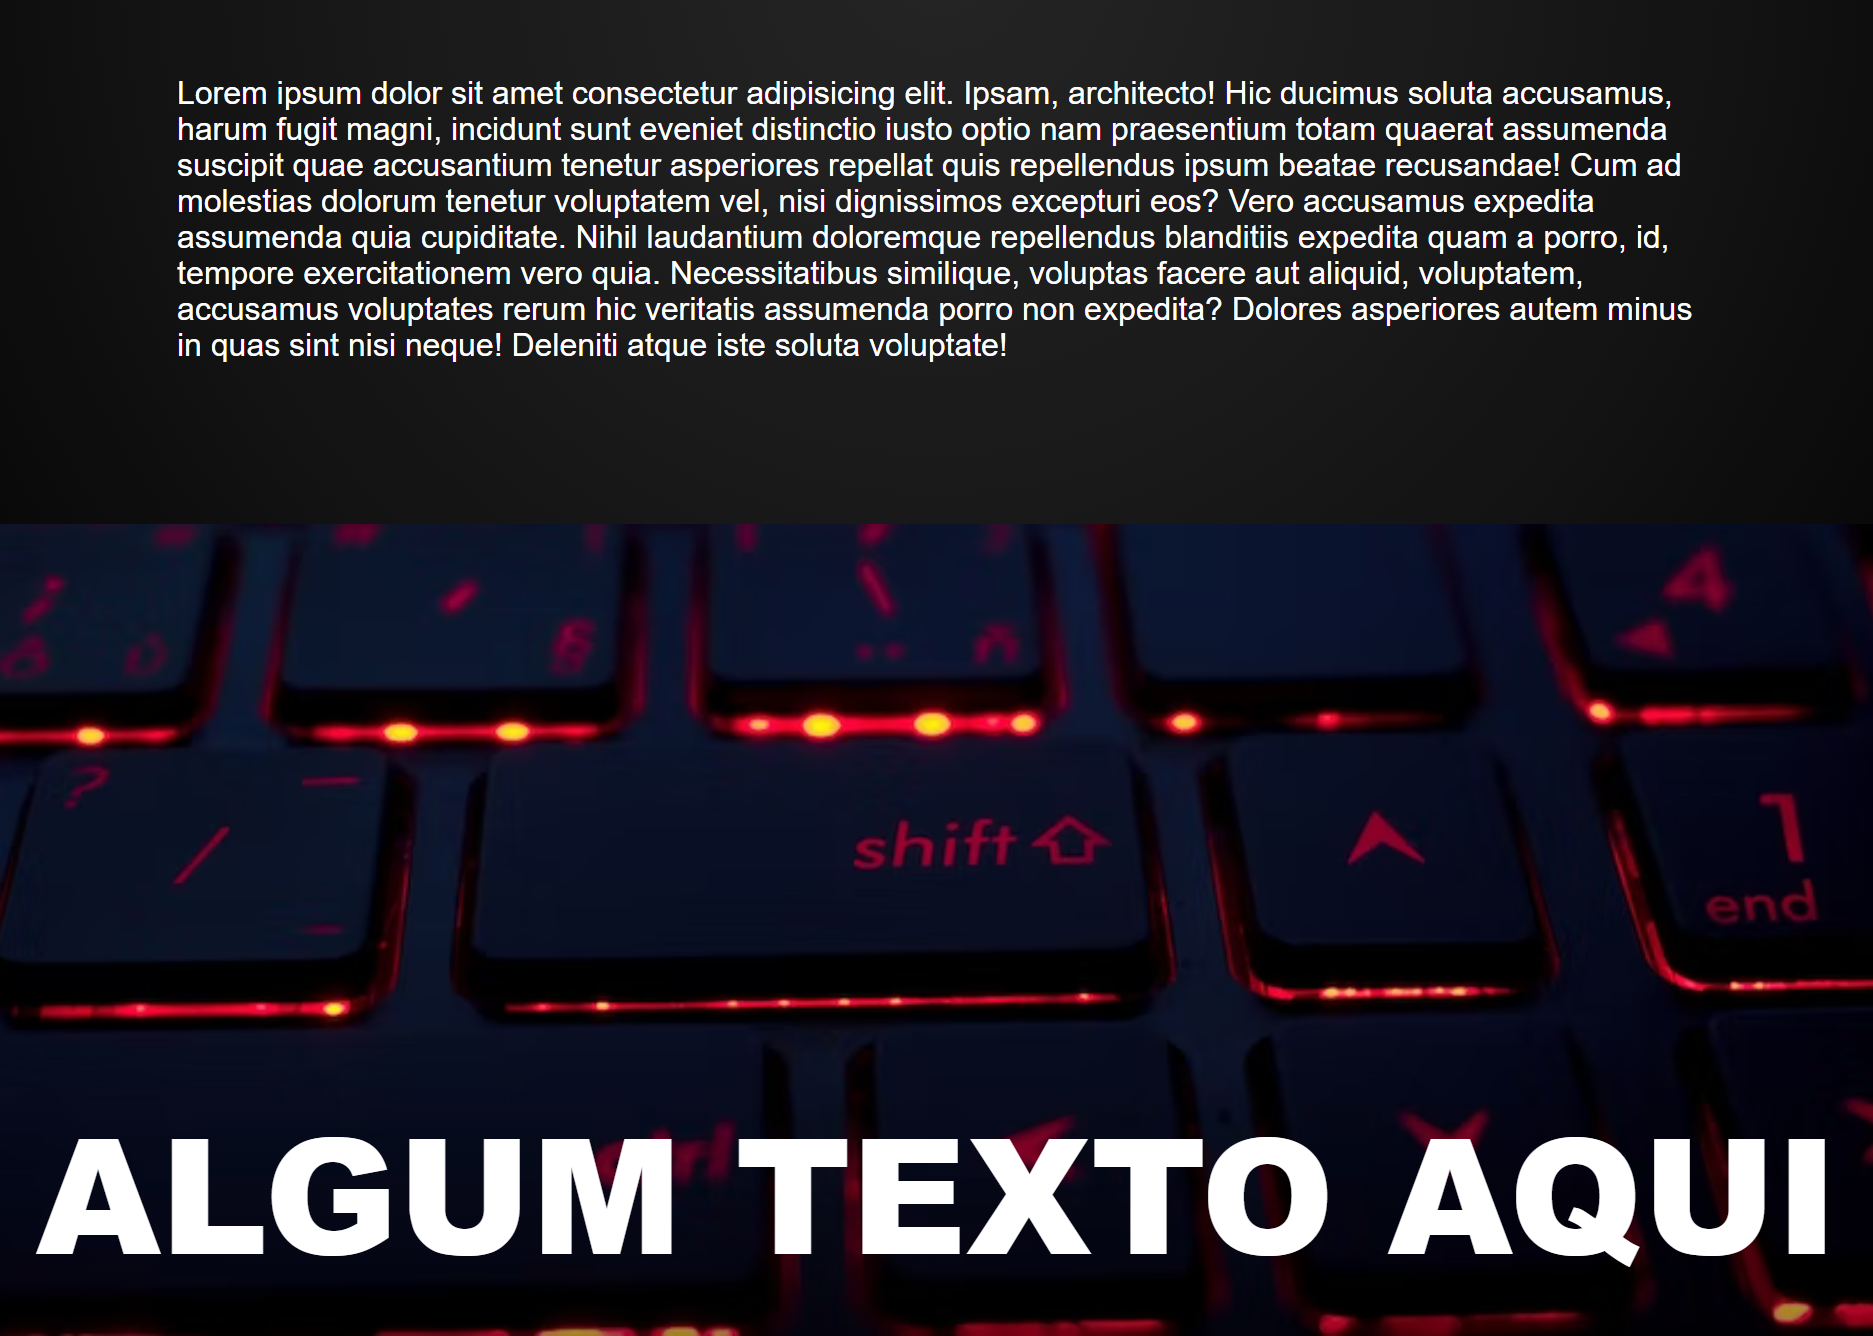 Lorem ipsum dolor sit amet consectetur adipisicing elit. Ipsam, architecto! Hic ducimus soluta accusamus,
harum fugit magni, incidunt sunt eveniet distinctio iusto optio nam praesentium totam quaerat assumenda
suscipit quae accusantium tenetur asperiores repellat quis repellendus ipsum beatae recusandae! Cum ad
molestias dolorum tenetur voluptatem vel, nisi dignissimos excepturi eos? Vero accusamus expedita
assumenda quia cupiditate. Nihil laudantium doloremque repellendus blanditiis expedita quam a porro, id,
tempore exercitationem vero quia. Necessitatibus similique, voluptas facere aut aliquid, voluptatem,
accusamus voluptates rerum hic veritatis assumenda porro non expedita? Dolores asperiores autem minus
in quas sint nisi neque! Deleniti atque iste soluta voluptate!
4
? /
shift
1
end
ALGUM TEXTO AQUI